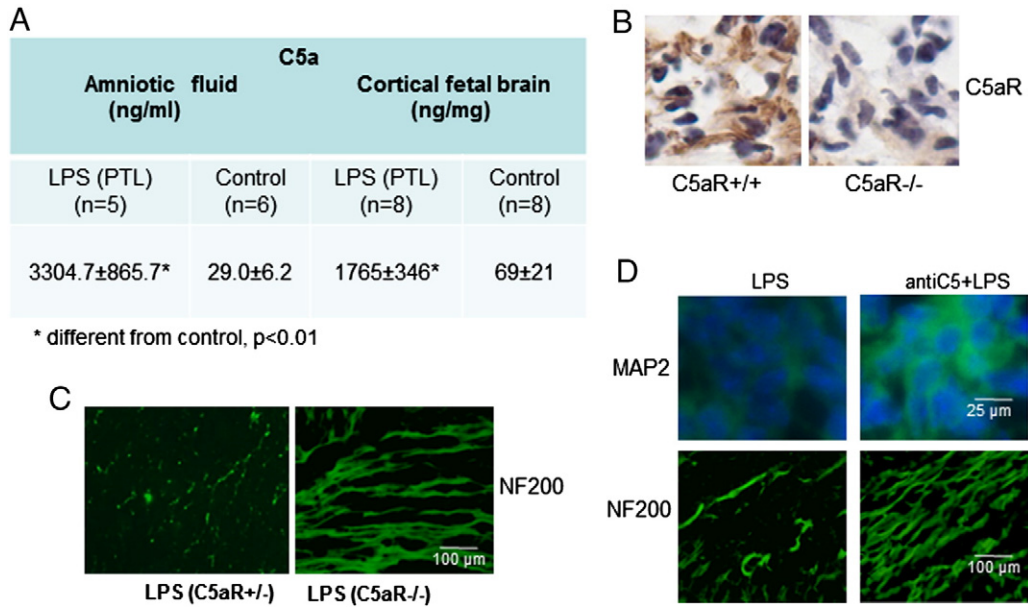 A
C5a
Amniotic fluid Cortical fetal brain
(ng/ml) (ng/mg)
LPS (PTL) Control LPS (PTL) Control
(n=5) (n=6) (n=8) (n=8)
3304.7±865.7* 29.0±6.2 1765±346* 69±21
* different from control, p<0.01
B
C5aR
C5aR+/+ C5aR-/-
C
NF200
100 µm
LPS (C5aR+/-) LPS (C5aR-/-)
D
LPS antiC5+LPS
MAP2
25 µm
NF200
100 µm